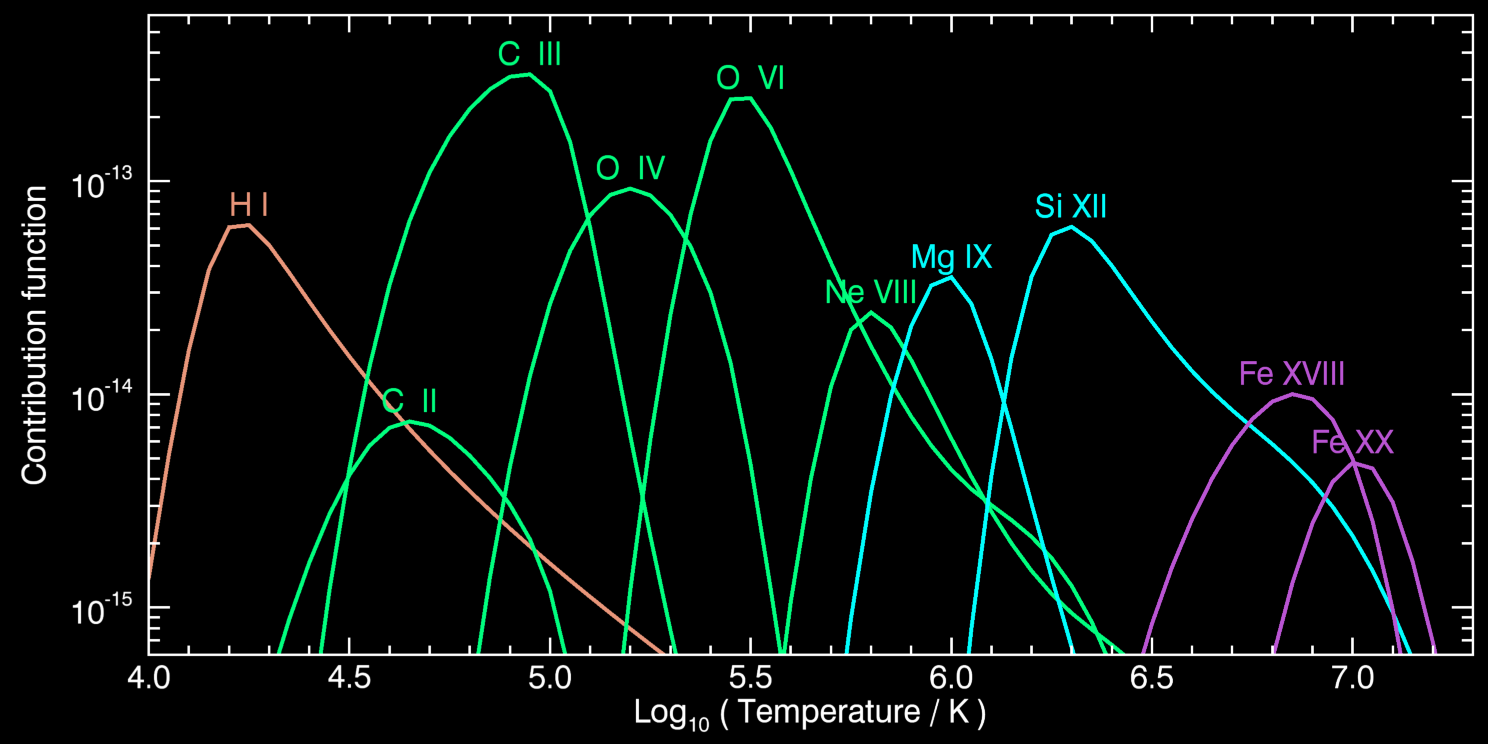 C III
O VI
O IV
10⁻¹³
H I
Si XII
Mg IX
Ne VIII
Contribution function
10⁻¹⁴
C II
Fe XVIII
Fe XX
10⁻¹⁵
4.0 4.5 5.0 5.5 6.0 6.5 7.0
Log₁₀ ( Temperature / K )